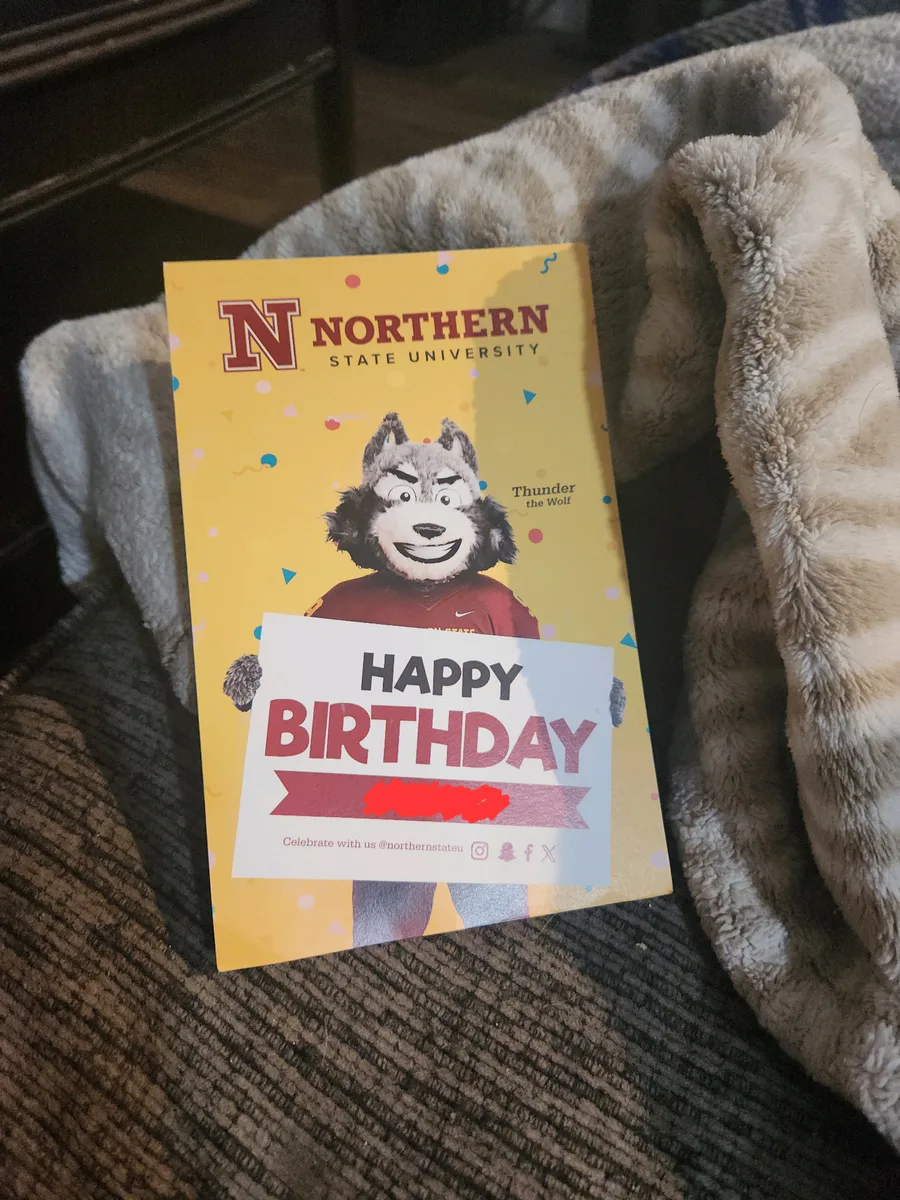 N NORTHERN
STATE UNIVERSITY
Thunder
the Wolf
HAPPY
BIRTHDAY
Celebrate with us @northernstateu